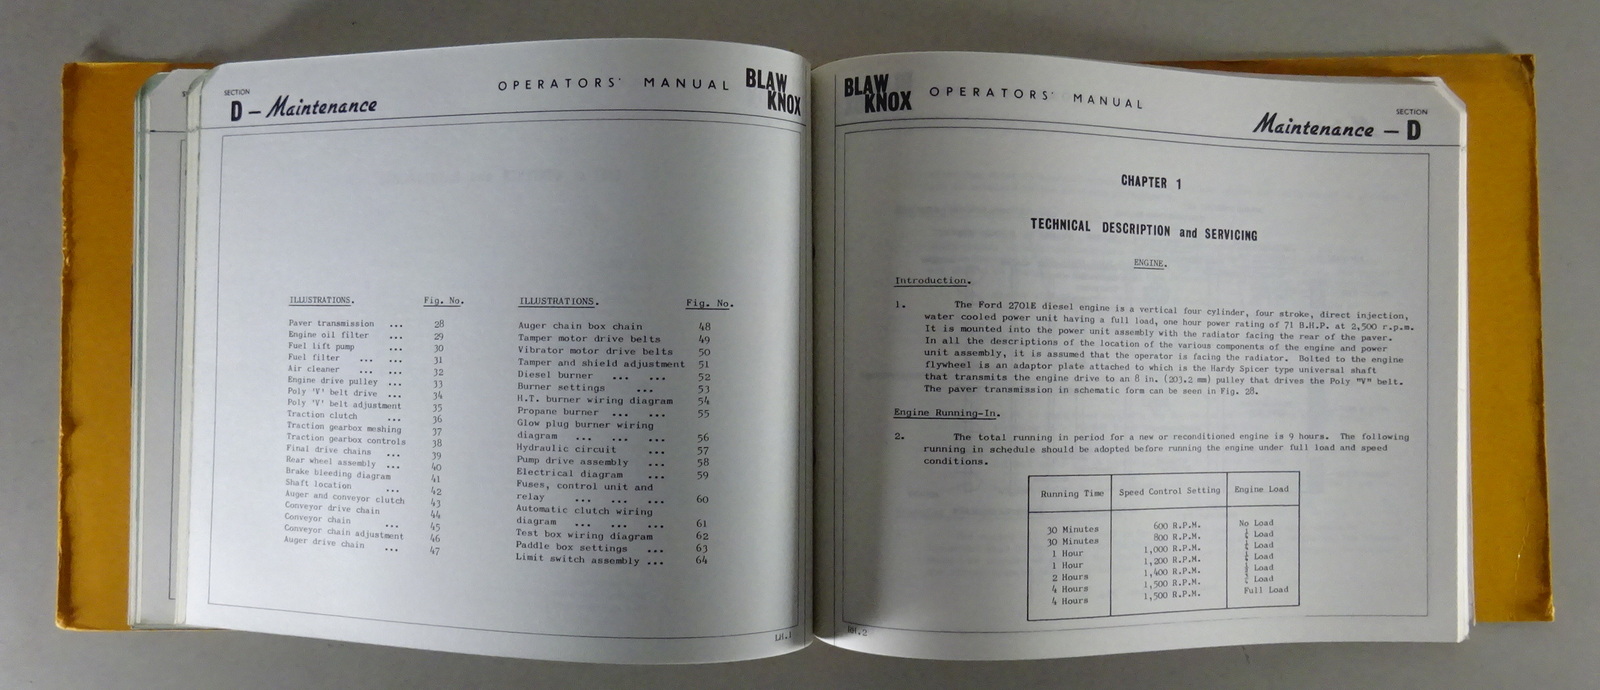 SECTION
D – Maintenance
OPERATORS' MANUAL
BLAW
KNOX
ILLUSTRATIONS. Fig. No.
Paver transmission ... 28
Engine oil filter ... 29
Fuel lift pump ... 30
Fuel filter ... ... 31
Air cleaner ... ... 32
Engine drive pulley ... 33
Poly 'V' belt drive ... 34
Poly 'V' belt adjustment 35
Traction clutch ... 36
Traction gearbox meshing 37
Traction gearbox controls 38
Final drive chains ... 39
Rear wheel assembly ... 40
Brake bleeding diagram 41
Shaft location ... 42
Auger and conveyor clutch 43
Conveyor drive chain 44
Conveyor chain ... 45
Conveyor chain adjustment 46
Auger drive chain ... 47
ILLUSTRATIONS. Fig. No.
Auger chain box chain 48
Tamper motor drive belts 49
Vibrator motor drive belts 50
Tamper and shield adjustment 51
Diesel burner ... ... 52
Burner settings ... 53
H.T. burner wiring diagram 54
Propane burner ... ... 55
Glow plug burner wiring
diagram ... ... ... 56
Hydraulic circuit ... 57
Pump drive assembly ... 58
Electrical diagram ... 59
Fuses, control unit and
relay ... ... ... 60
Automatic clutch wiring
diagram ... ... ... 61
Test box wiring diagram 62
Paddle box settings ... 63
Limit switch assembly ... 64
BLAW
KNOX
OPERATORS' MANUAL
SECTION
Maintenance – D
CHAPTER 1
TECHNICAL DESCRIPTION and SERVICING
ENGINE.
Introduction.
1. The Ford 2701E diesel engine is a vertical four cylinder, four stroke, direct injection,
water cooled power unit having a full load, one hour power rating of 71 B.H.P. at 2,500 r.p.m.
It is mounted into the power unit assembly with the radiator facing the rear of the paver.
In all the descriptions of the location of the various components of the engine and power
unit assembly, it is assumed that the operator is facing the radiator. Bolted to the engine
flywheel is an adaptor plate attached to which is the Hardy Spicer type universal shaft
that transmits the engine drive to an 8 in. (203.2 mm) pulley that drives the Poly "V" belt.
The paver transmission in schematic form can be seen in Fig. 28.
Engine Running-In.
2. The total running in period for a new or reconditioned engine is 9 hours. The following
running in schedule should be adopted before running the engine under full load and speed
conditions.
Running Time Speed Control Setting Engine Load
30 Minutes 600 R.P.M. No Load
30 Minutes 800 R.P.M. Load
1 Hour 1,000 R.P.M. Load
1 Hour 1,200 R.P.M. Load
2 Hours 1,400 R.P.M. Load
4 Hours 1,500 R.P.M. Load
4 Hours 1,500 R.P.M. Full Load